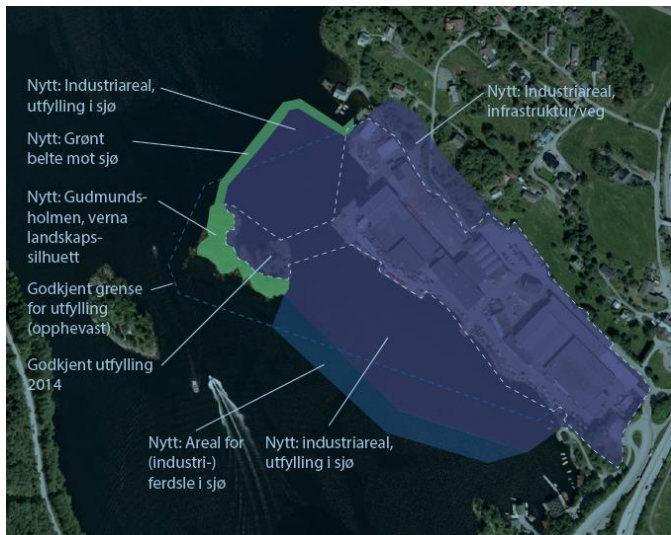 Nytt: Industriareal,
utfylling i sjø
Nytt: Grønt
belte mot sjø
Nytt: Gudmunds-
holmen, verna
landskaps-
silhuett
Godkjent grense
for utfylling
(opphevast)
Godkjent utfylling
2014
Nytt: Areal for
(industri-)
ferdsle i sjø
Nytt: industriareal,
utfylling i sjø
Nytt: Industriareal,
infrastruktur/veg